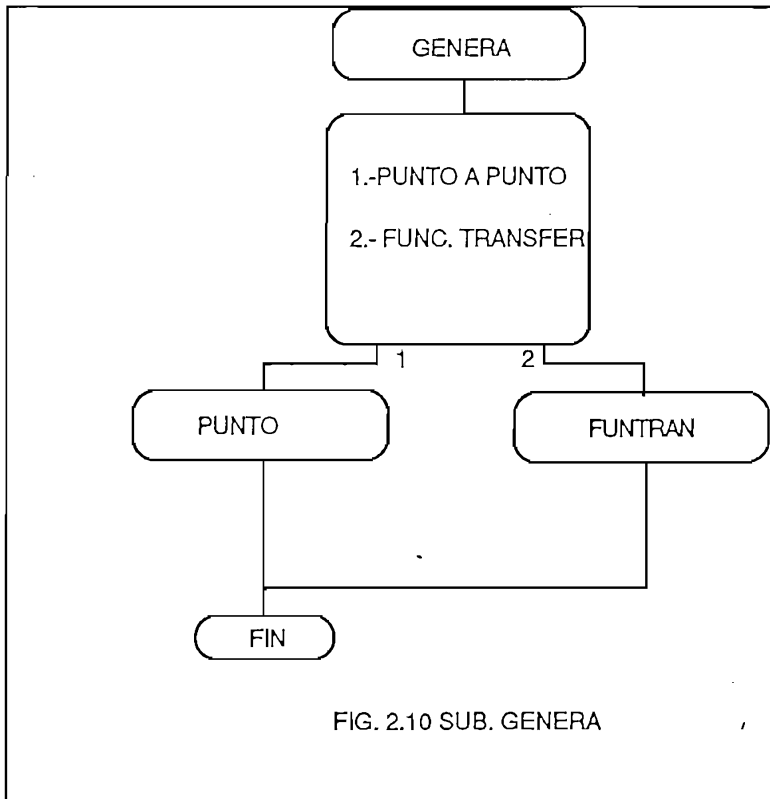 GENERA
1.-PUNTO A PUNTO
2.- FUNC. TRANSFER
1
2
PUNTO
FUNTRAN
FIN
FIG. 2.10 SUB. GENERA